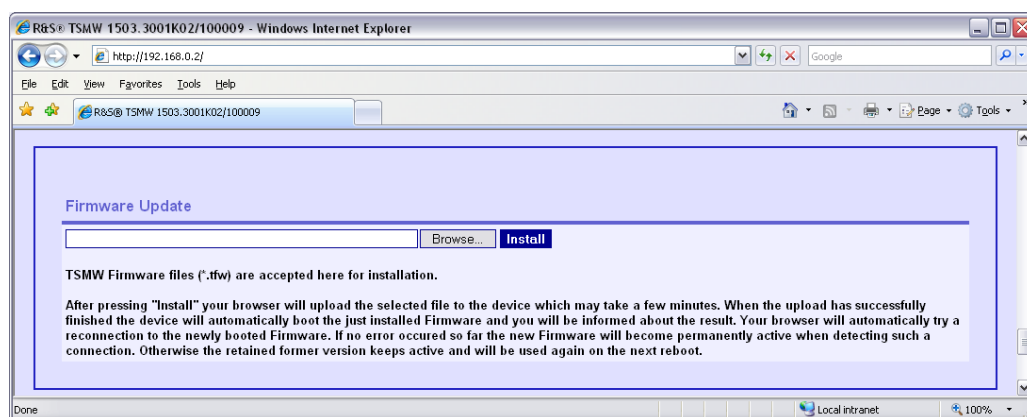 R&S® TSMW 1503.3001K02/100009 - Windows Internet Explorer
http://192.168.0.2/
Google
File Edit View Favorites Tools Help
R&S® TSMW 1503.3001K02/100009
Page Tools
Firmware Update
Browse... Install
TSMW Firmware files (*.tfw) are accepted here for installation.
After pressing "Install" your browser will upload the selected file to the device which may take a few minutes. When the upload has successfully
finished the device will automatically boot the just installed Firmware and you will be informed about the result. Your browser will automatically try a
reconnection to the newly booted Firmware. If no error occured so far the new Firmware will become permanently active when detecting such a
connection. Otherwise the retained former version keeps active and will be used again on the next reboot.
Done Local intranet 100%